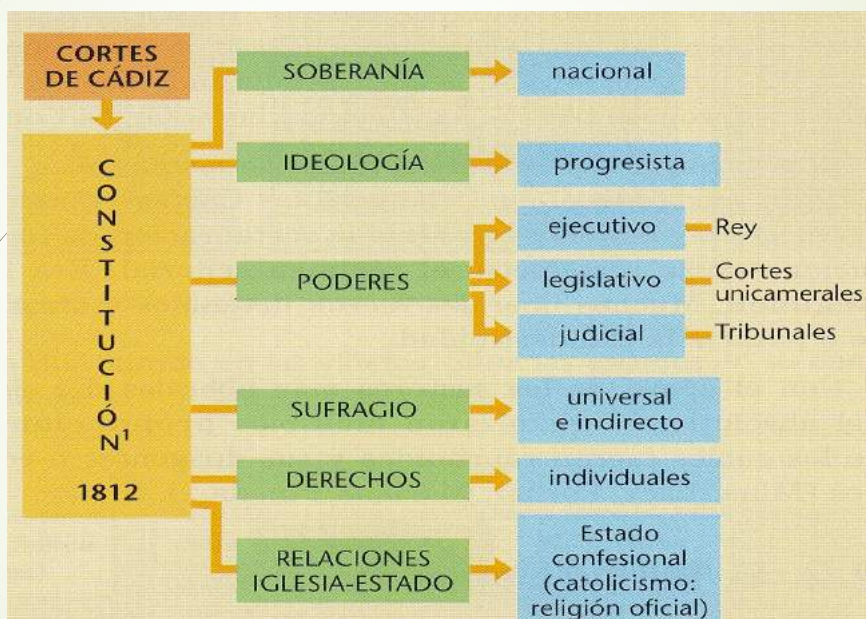 CORTES
DE CÁDIZ
CONSTITUCIÓN¹
1812
SOBERANÍA
nacional
IDEOLOGÍA
progresista
PODERES
ejecutivo
Rey
legislativo
Cortes
unicamerales
judicial
Tribunales
SUFRAGIO
universal
e indirecto
DERECHOS
individuales
RELACIONES
IGLESIA-ESTADO
Estado
confesional
(catolicismo:
religión oficial)